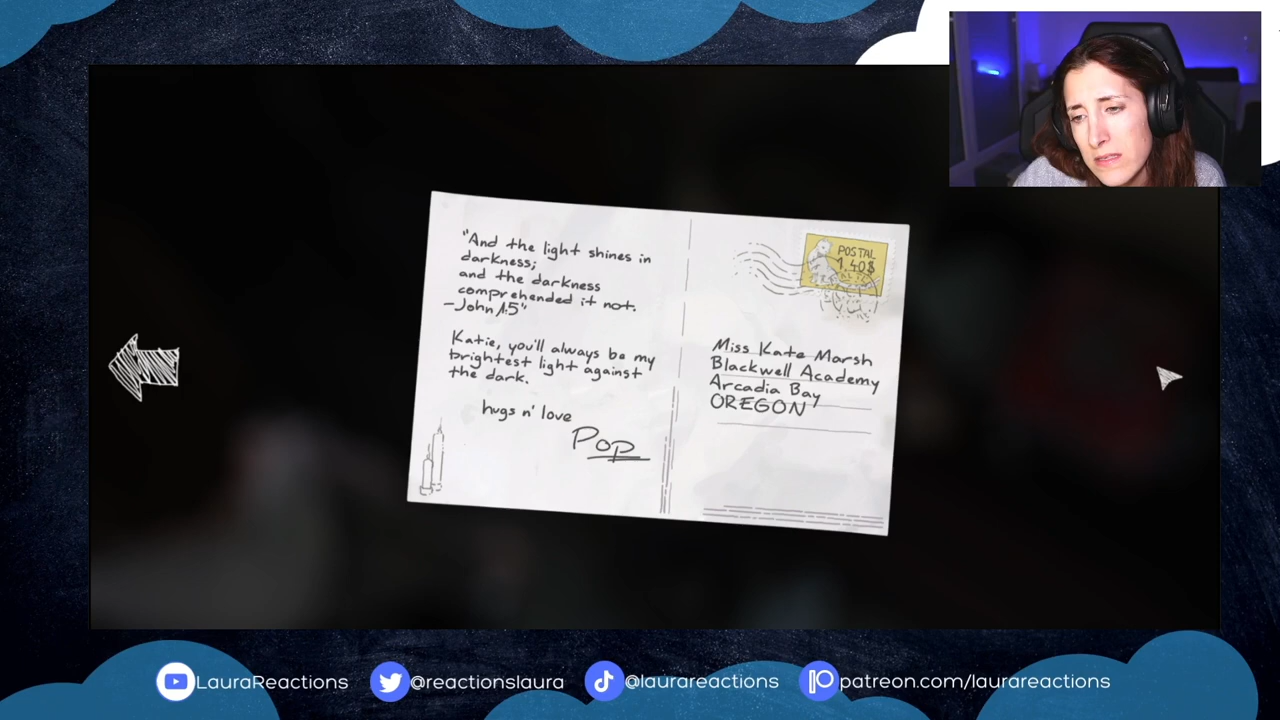 "And the light shines in
darkness;
and the darkness
comprehended it not.
-John 1:5"
Katie, you'll always be my
brightest light against
the dark.
hugs n' love
Pop
POSTAL
1,40$
Miss Kate Marsh
Blackwell Academy
Arcadia Bay
OREGON
LauraReactions
@reactionslaura
@laurareactions
patreon.com/laurareactions